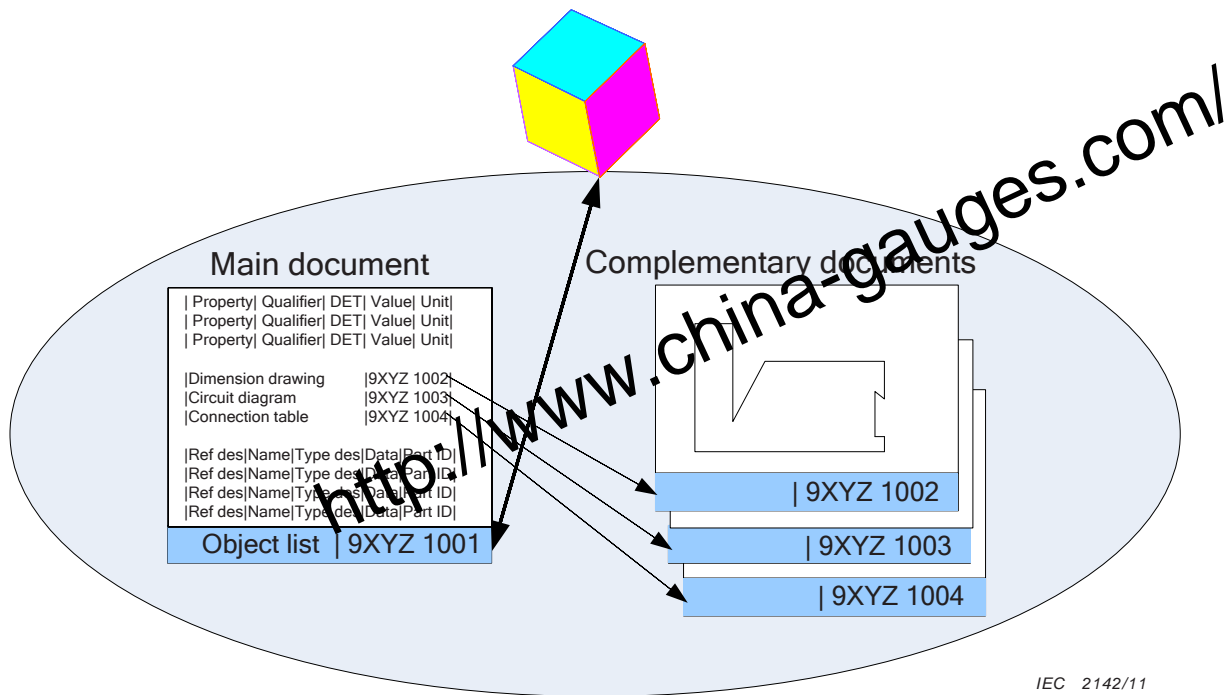 Main document
| Property| Qualifier| DET| Value| Unit|
| Property| Qualifier| DET| Value| Unit|
| Property| Qualifier| DET| Value| Unit|
|Dimension drawing |9XYZ 1002|
|Circuit diagram |9XYZ 1003|
|Connection table |9XYZ 1004|
|Ref des|Name|Type des|Data|Part ID|
|Ref des|Name|Type des|Data|Part ID|
|Ref des|Name|Type des|Data|Part ID|
|Ref des|Name|Type des|Data|Part ID|
Object list | 9XYZ 1001
Complementary documents
| 9XYZ 1002
| 9XYZ 1003
| 9XYZ 1004
http://www.china-gauges.com/
IEC 2142/11